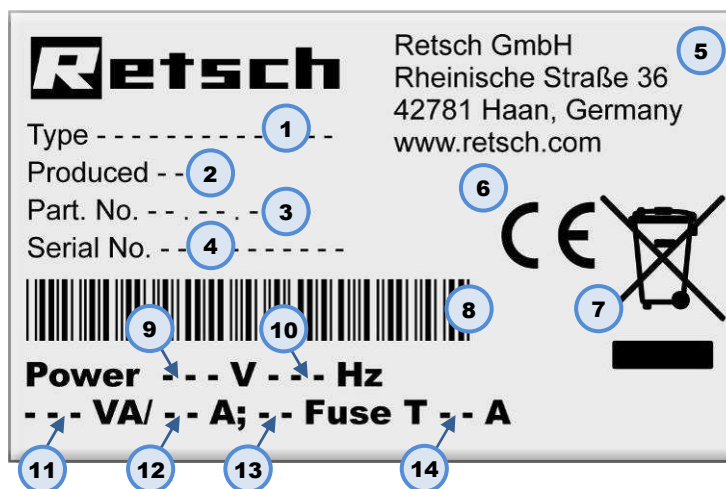 Retsch
Retsch GmbH
Rheinische Straße 36
42781 Haan, Germany
www.retsch.com
5
Type - - - - - - - - - - - - 1 - -
Produced - - 2
Part. No. - - . - - . - 3
Serial No. - - 4 - - - - - - - -
6
CE
7
8
9
10
Power - - - V - - - Hz
- - - VA/ - - A; - - Fuse T - - A
11
12
13
14